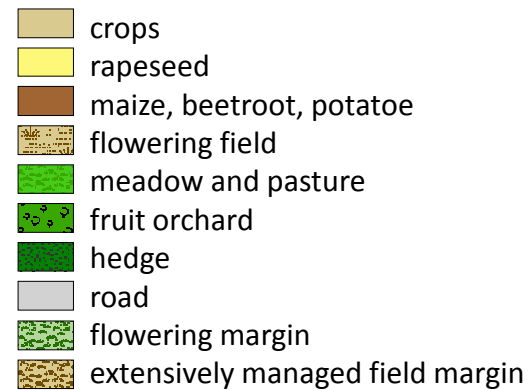 crops
rapeseed
maize, beetroot, potatoe
flowering field
meadow and pasture
fruit orchard
hedge
road
flowering margin
extensively managed field margin